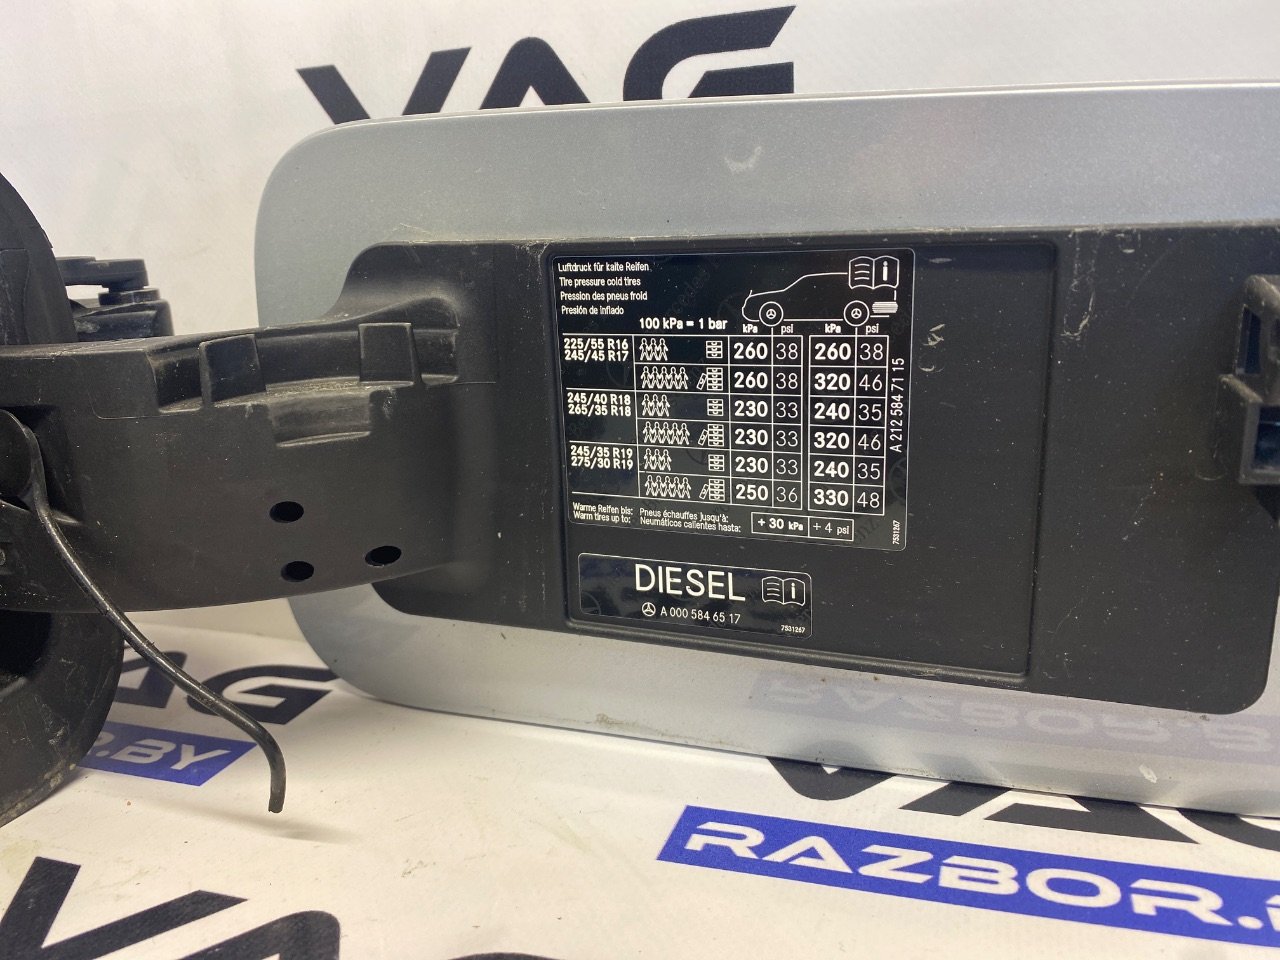 VAG
Luftdruck für kalte Reifen
Tire pressure cold tires
Pression des pneus froid
Presión de inflado
i
100 kPa = 1 bar kPa psi kPa psi
225/55 R16
245/45 R17
260 38 260 38
260 38 320 46
245/40 R18
265/35 R18
230 33 240 35
230 33 320 46
245/35 R19
275/30 R19
230 33 240 35
250 36 330 48
Warme Reifen bis: Pneus échauffes jusqu'à:
Warm tires up to: Neumáticos calientes hasta:
+ 30 kPa + 4 psi
A 212 584 71 15
7531267
DIESEL i
A 000 584 65 17
7531267
VAG
R.BY
VAG
RAZBOR.
VAG